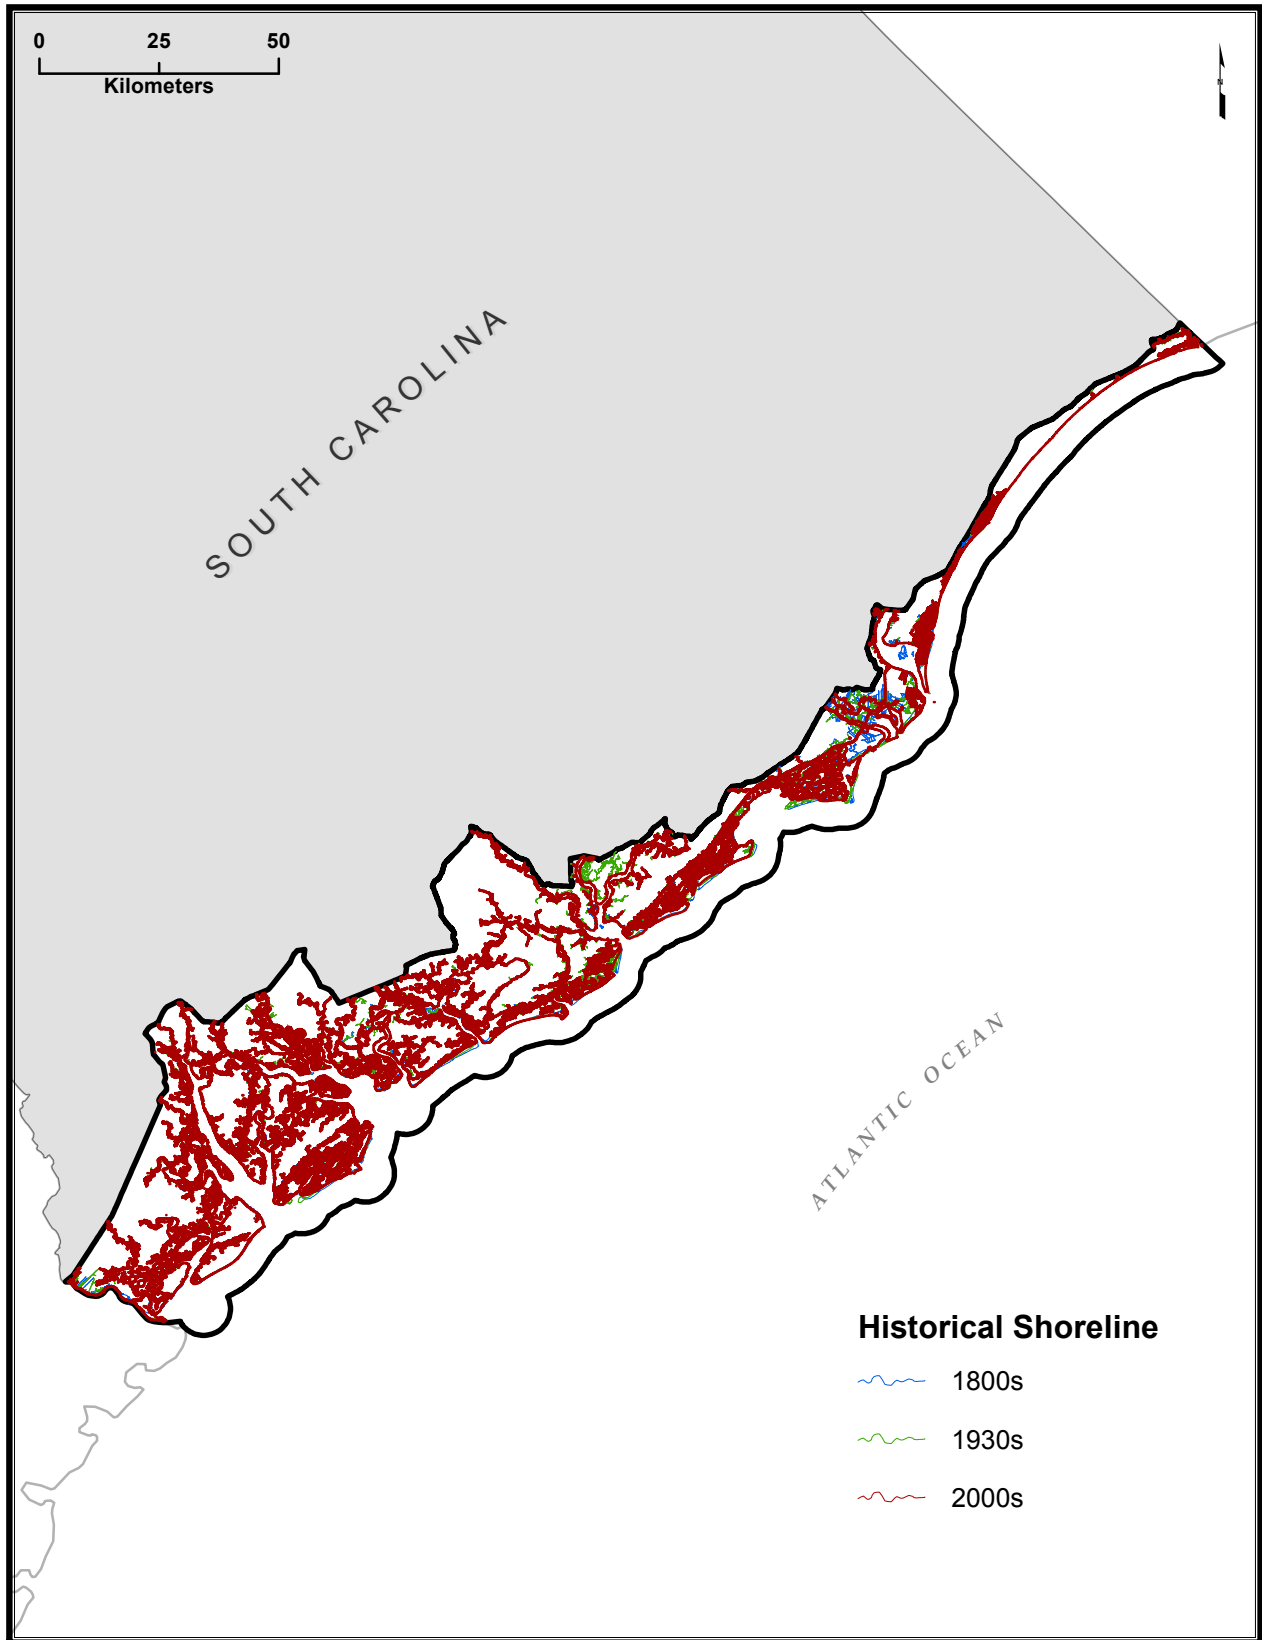 0 25 50
Kilometers
N
SOUTH CAROLINA
ATLANTIC OCEAN
Historical Shoreline
1800s
1930s
2000s